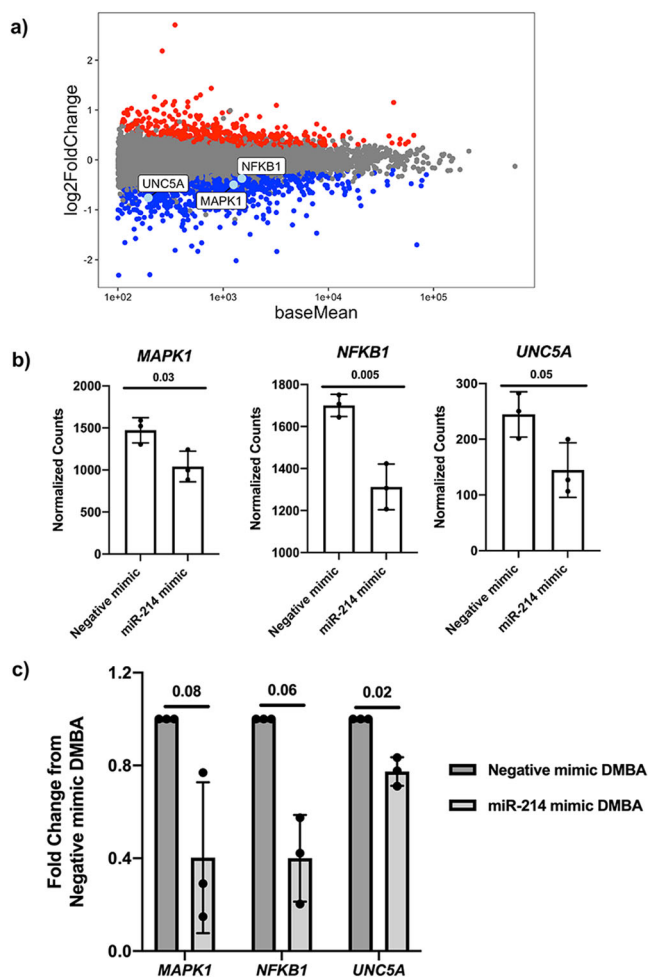 a)
log2FoldChange
2
1
0
-1
-2
NFKB1
UNC5A
MAPK1
1e+02 1e+03 1e+04 1e+05
baseMean
b)
MAPK1 NFKB1 UNC5A
0.03 0.005 0.05
Normalized Counts
2000
1500
1000
500
0
Negative mimic
miR-214 mimic
Normalized Counts
1800
1600
1400
1200
1000
Negative mimic
miR-214 mimic
Normalized Counts
300
200
100
0
Negative mimic
miR-214 mimic
c)
Fold Change from
Negative mimic DMBA
1.2
0.8
0.4
0.0
0.08 0.06 0.02
MAPK1 NFKB1 UNC5A
Negative mimic DMBA
miR-214 mimic DMBA